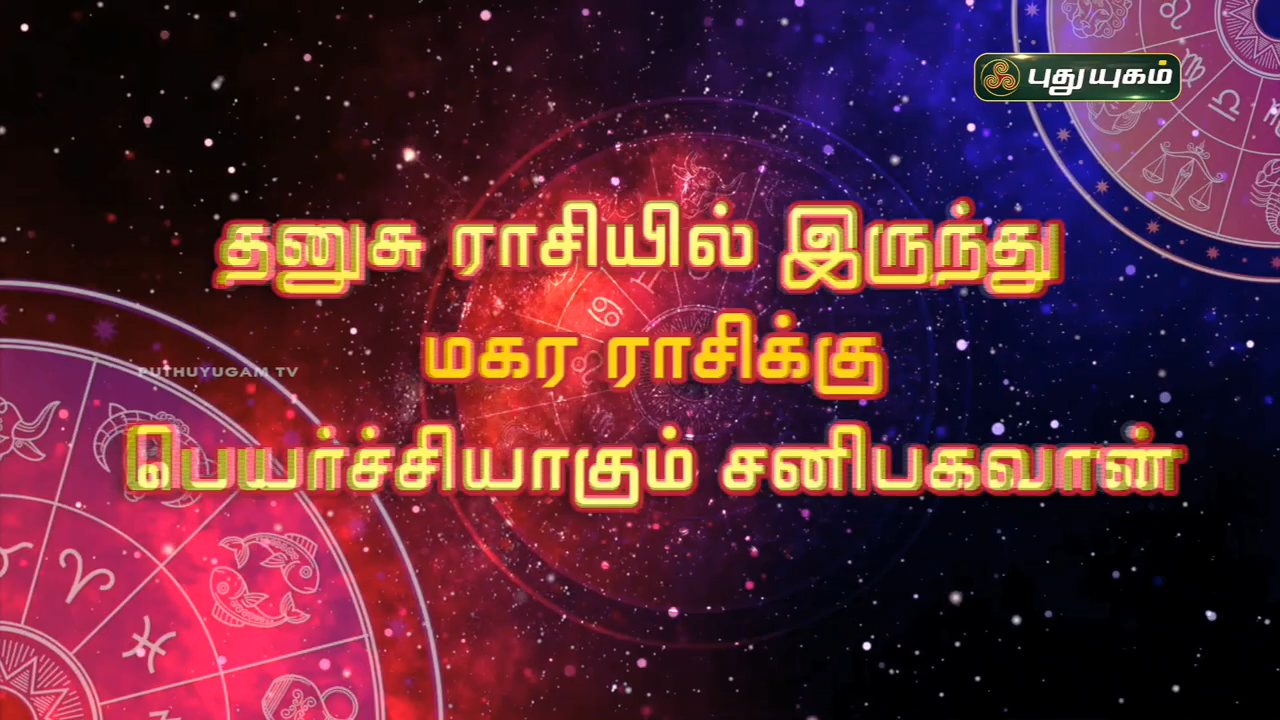 புதுயுகம்
தனுசு ராசியில் இருந்து
மகர ராசிக்கு
PUTHUYUGAM TV
பெயர்ச்சியாகும் சனிபகவான்